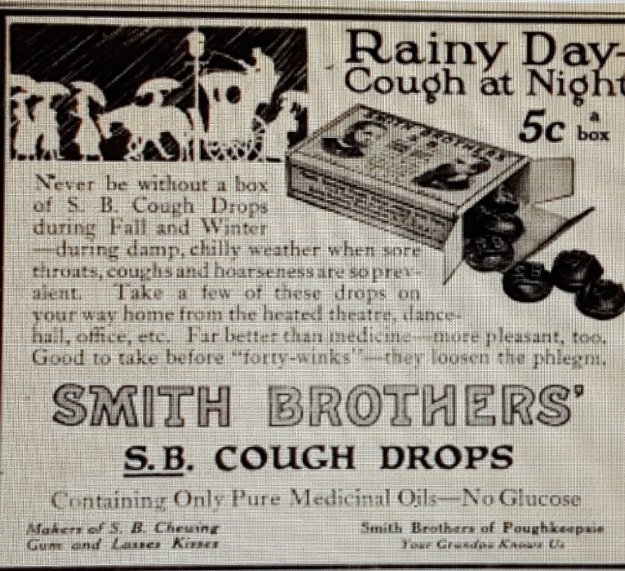 Rainy Day-
Cough at Night
5c a box
SMITH BROTHERS
S.B.
Never be without a box
of S. B. Cough Drops
during Fall and Winter
—during damp, chilly weather when sore
throats, coughs and hoarseness are so prev-
alent. Take a few of these drops on
your way home from the heated theatre, dance-
hall, office, etc. Far better than medicine—more pleasant, too.
Good to take before "forty-winks"—they loosen the phlegm.
SMITH BROTHERS'
S.B. COUGH DROPS
Containing Only Pure Medicinal Oils—No Glucose
Makers of S. B. Chewing
Gum and Lasses Kisses
Smith Brothers of Poughkeepsie
Your Grandpa Knows Us